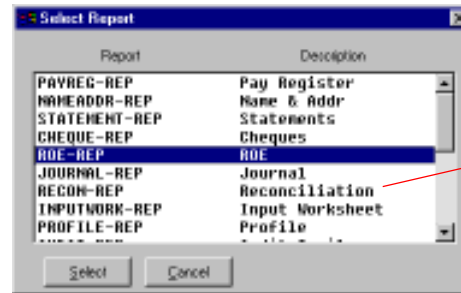 Select Report
Report Description
PAYREG-REP Pay Register
NAMEADDR-REP Name & Addr
STATEMENT-REP Statements
CHEQUE-REP Cheques
ROE-REP ROE
JOURNAL-REP Journal
RECON-REP Reconciliation
INPUTWORK-REP Input Worksheet
PROFILE-REP Profile
Select Cancel